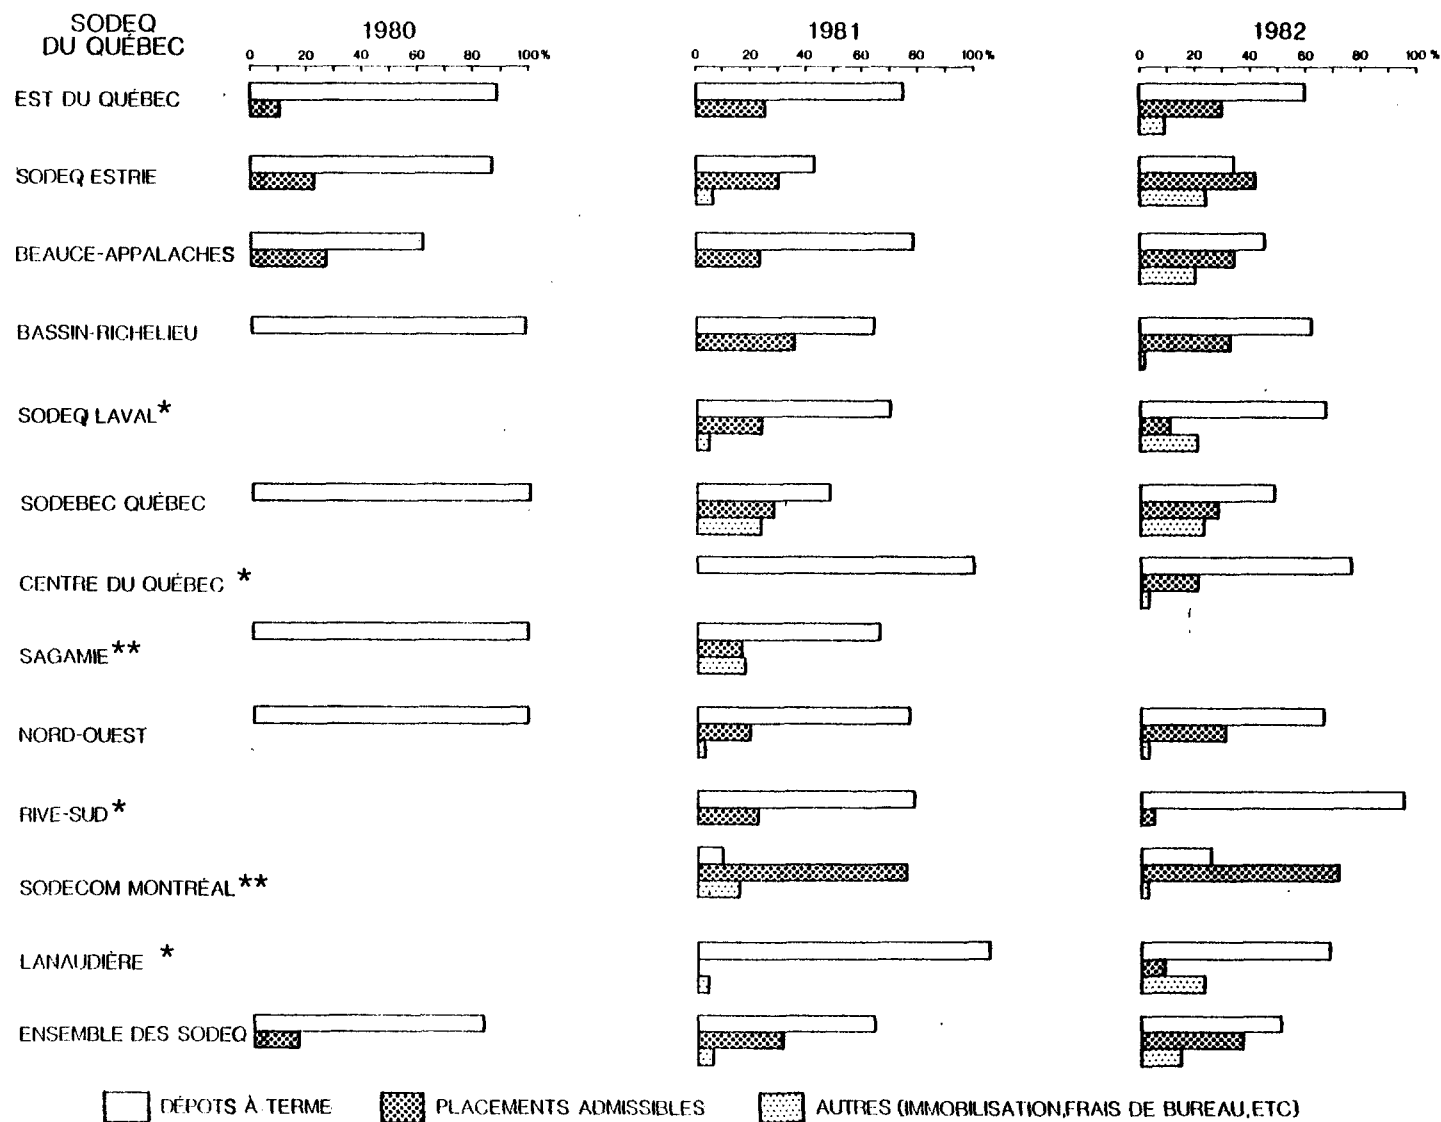 SODEQ
DU QUÉBEC
1980
0 20 40 60 80 100 %
1981
0 20 40 60 80 100 %
1982
0 20 40 60 80 100 %
EST DU QUÉBEC
SODEQ ESTRIE
BEAUCE-APPALACHES
BASSIN-RICHELIEU
SODEQ LAVAL*
SODEBEC QUÉBEC
CENTRE DU QUÉBEC *
SAGAMIE**
NORD-OUEST
RIVE-SUD*
SODECOM MONTRÉAL**
LANAUDIÈRE *
ENSEMBLE DES SODEQ
DÉPOTS À TERME
PLACEMENTS ADMISSIBLES
AUTRES (IMMOBILISATION,FRAIS DE BUREAU,ETC)